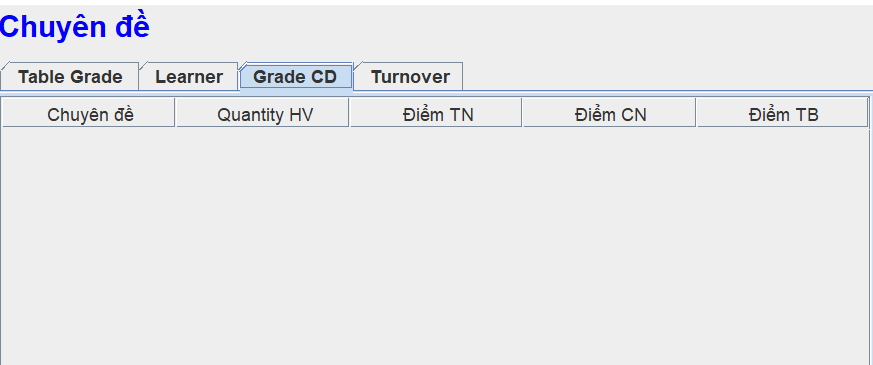 Chuyên đề
Table Grade Learner Grade CD Turnover
Chuyên đề Quantity HV Điểm TN Điểm CN Điểm TB